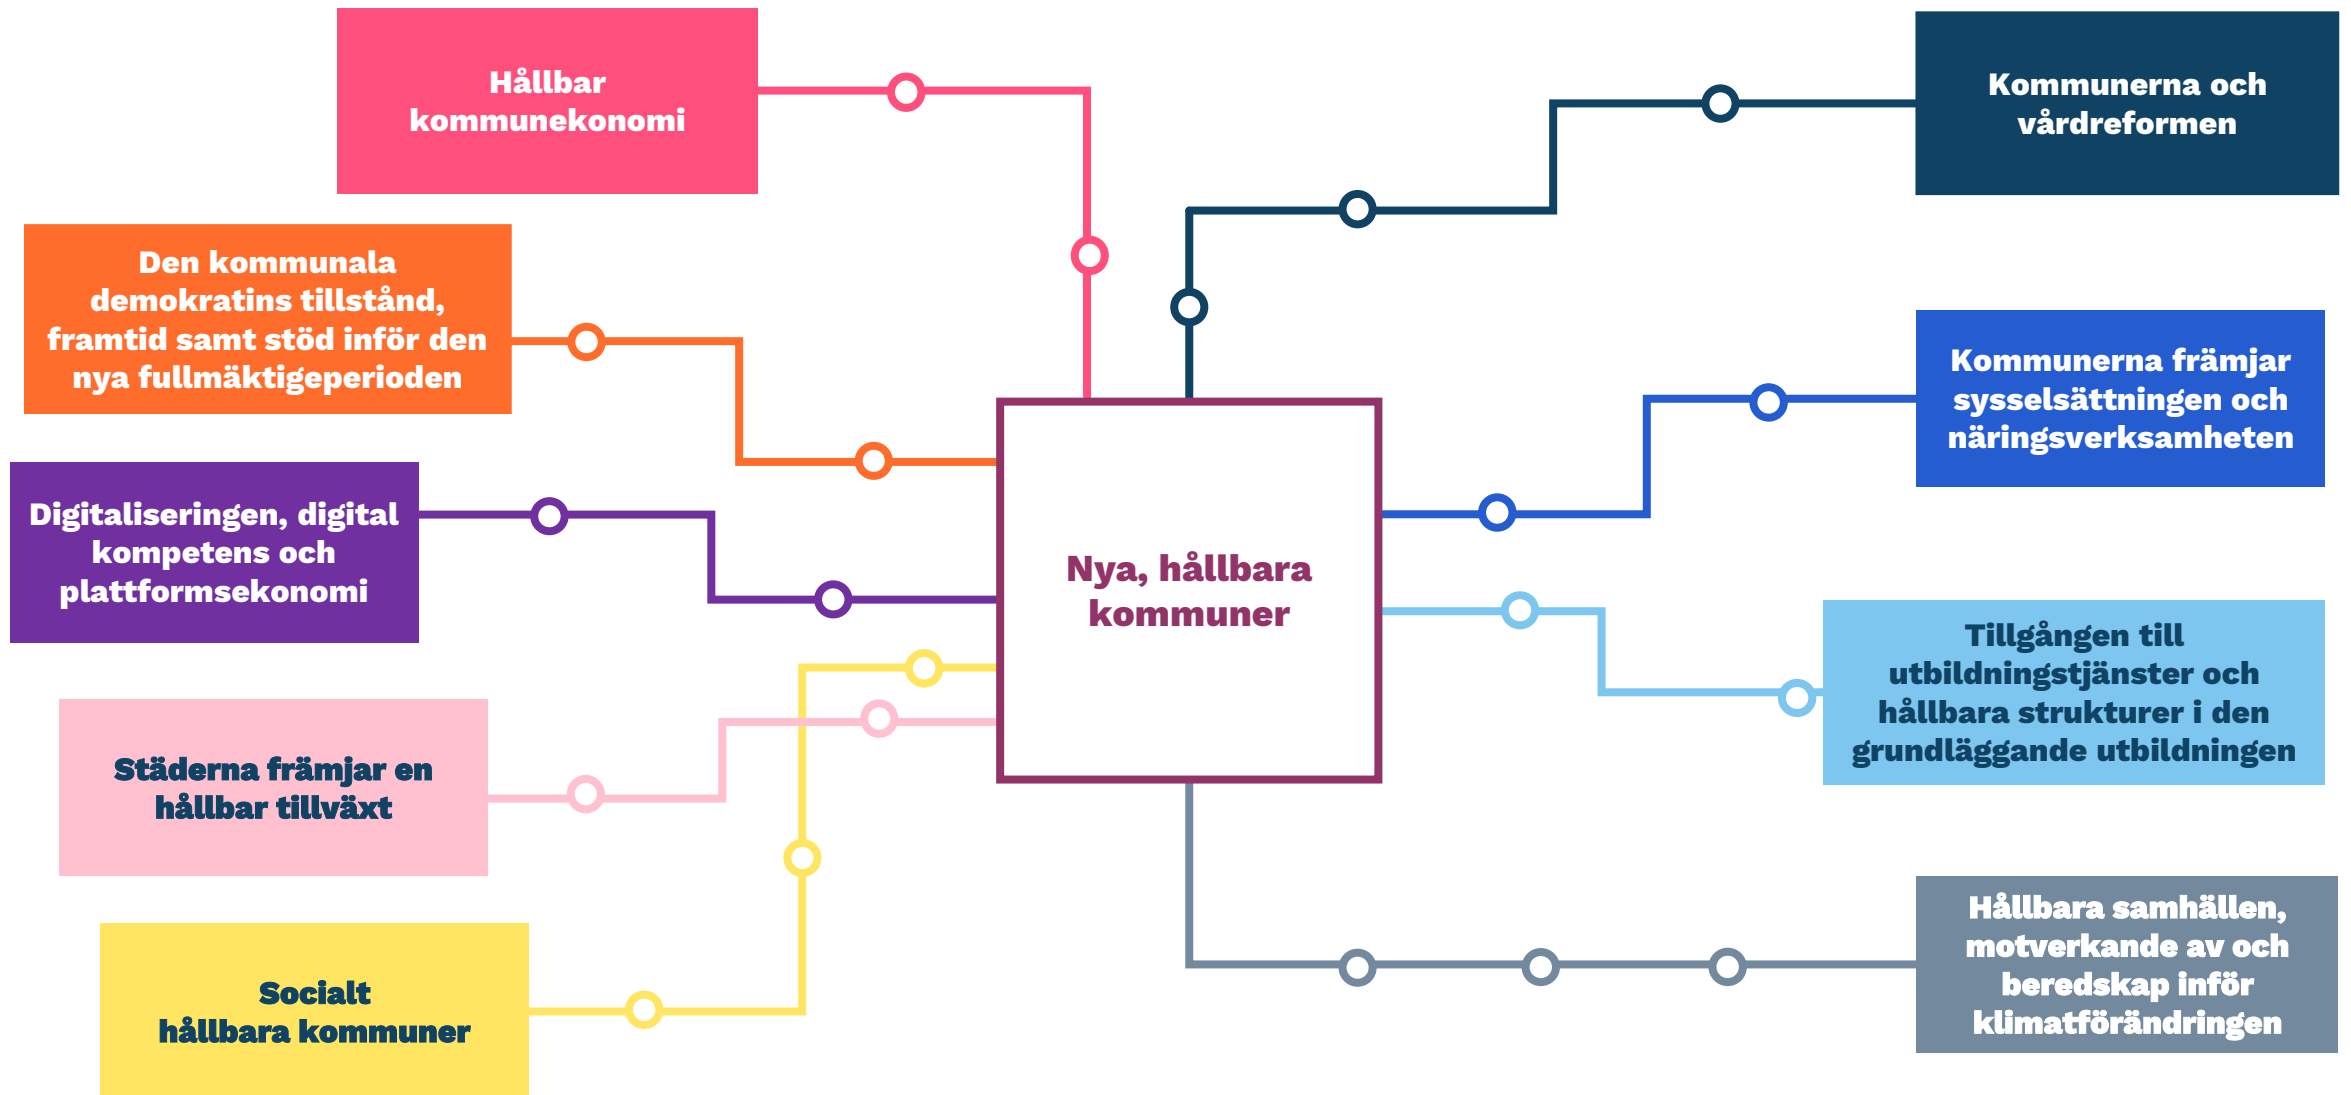 Hållbar
kommunekonomi
Kommunerna och
vårdreformen
Den kommunala
demokratins tillstånd,
framtid samt stöd inför den
nya fullmäktigeperioden
Kommunerna främjar
sysselsättningen och
näringsverksamheten
Digitaliseringen, digital
kompetens och
plattformsekonomi
Nya, hållbara
kommuner
Tillgången till
utbildningstjänster och
hållbara strukturer i den
grundläggande utbildningen
Städerna främjar en
hållbar tillväxt
Hållbara samhällen,
motverkande av och
beredskap inför
klimatförändringen
Socialt
hållbara kommuner